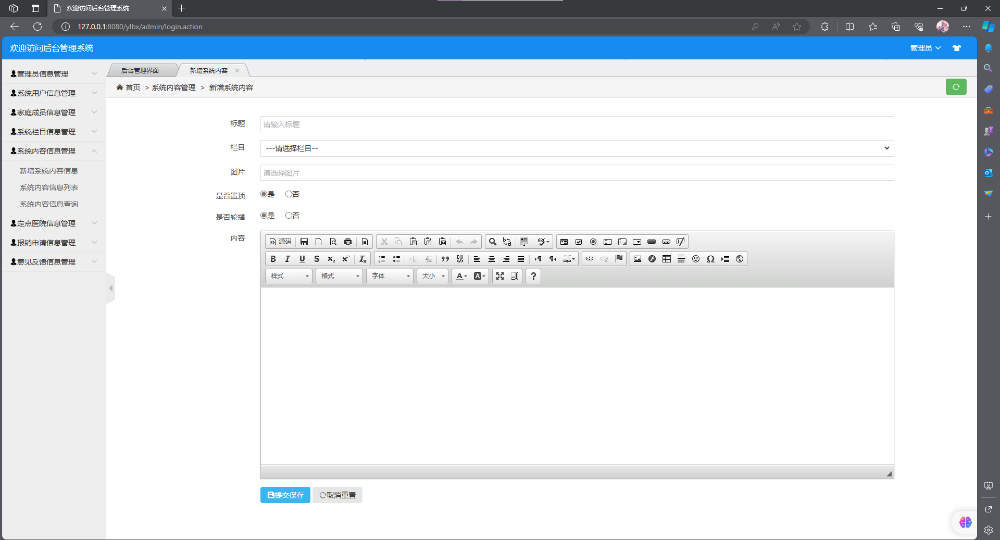 欢迎访问后台管理系统
127.0.0.1:8080/ylbx/admin/login.action
欢迎访问后台管理系统
管理员
管理员信息管理
系统用户信息管理
家庭成员信息管理
系统栏目信息管理
系统内容信息管理
新增系统内容信息
系统内容信息列表
系统内容信息查询
定点医院信息管理
报销申请信息管理
意见反馈信息管理
后台管理界面
新增系统内容
首页 > 系统内容管理 > 新增系统内容
标题
请输入标题
栏目
---请选择栏目--
图片
请选择图片
是否置顶
是 否
是否轮播
是 否
内容
源码
样式 格式 字体 大小
提交保存 取消重置